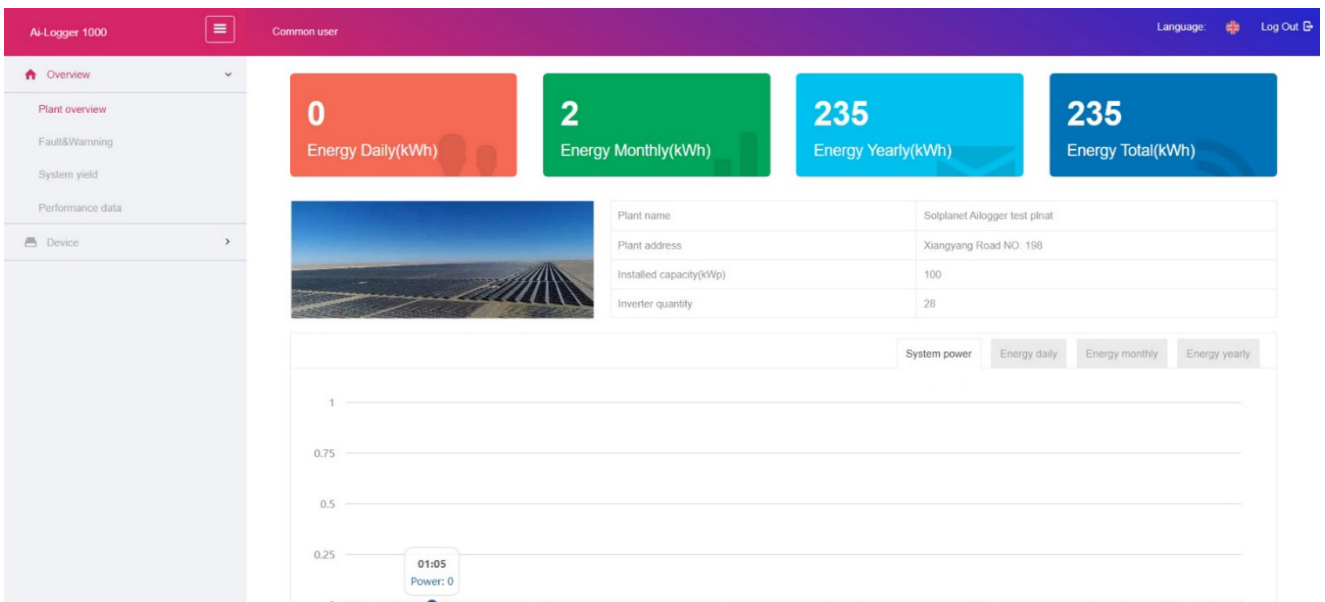 Ai-Logger 1000
Common user
Language:
Log Out
Overview
Plant overview
Fault&Warnning
System yield
Performance data
Device
0
Energy Daily(kWh)
2
Energy Monthly(kWh)
235
Energy Yearly(kWh)
235
Energy Total(kWh)
Plant name
Solplanet Ailogger test plnat
Plant address
Xiangyang Road NO. 198
Installed capacity(kWp)
100
Inverter quantity
28
System power
Energy daily
Energy monthly
Energy yearly
1
0.75
0.5
0.25
01:05
Power: 0